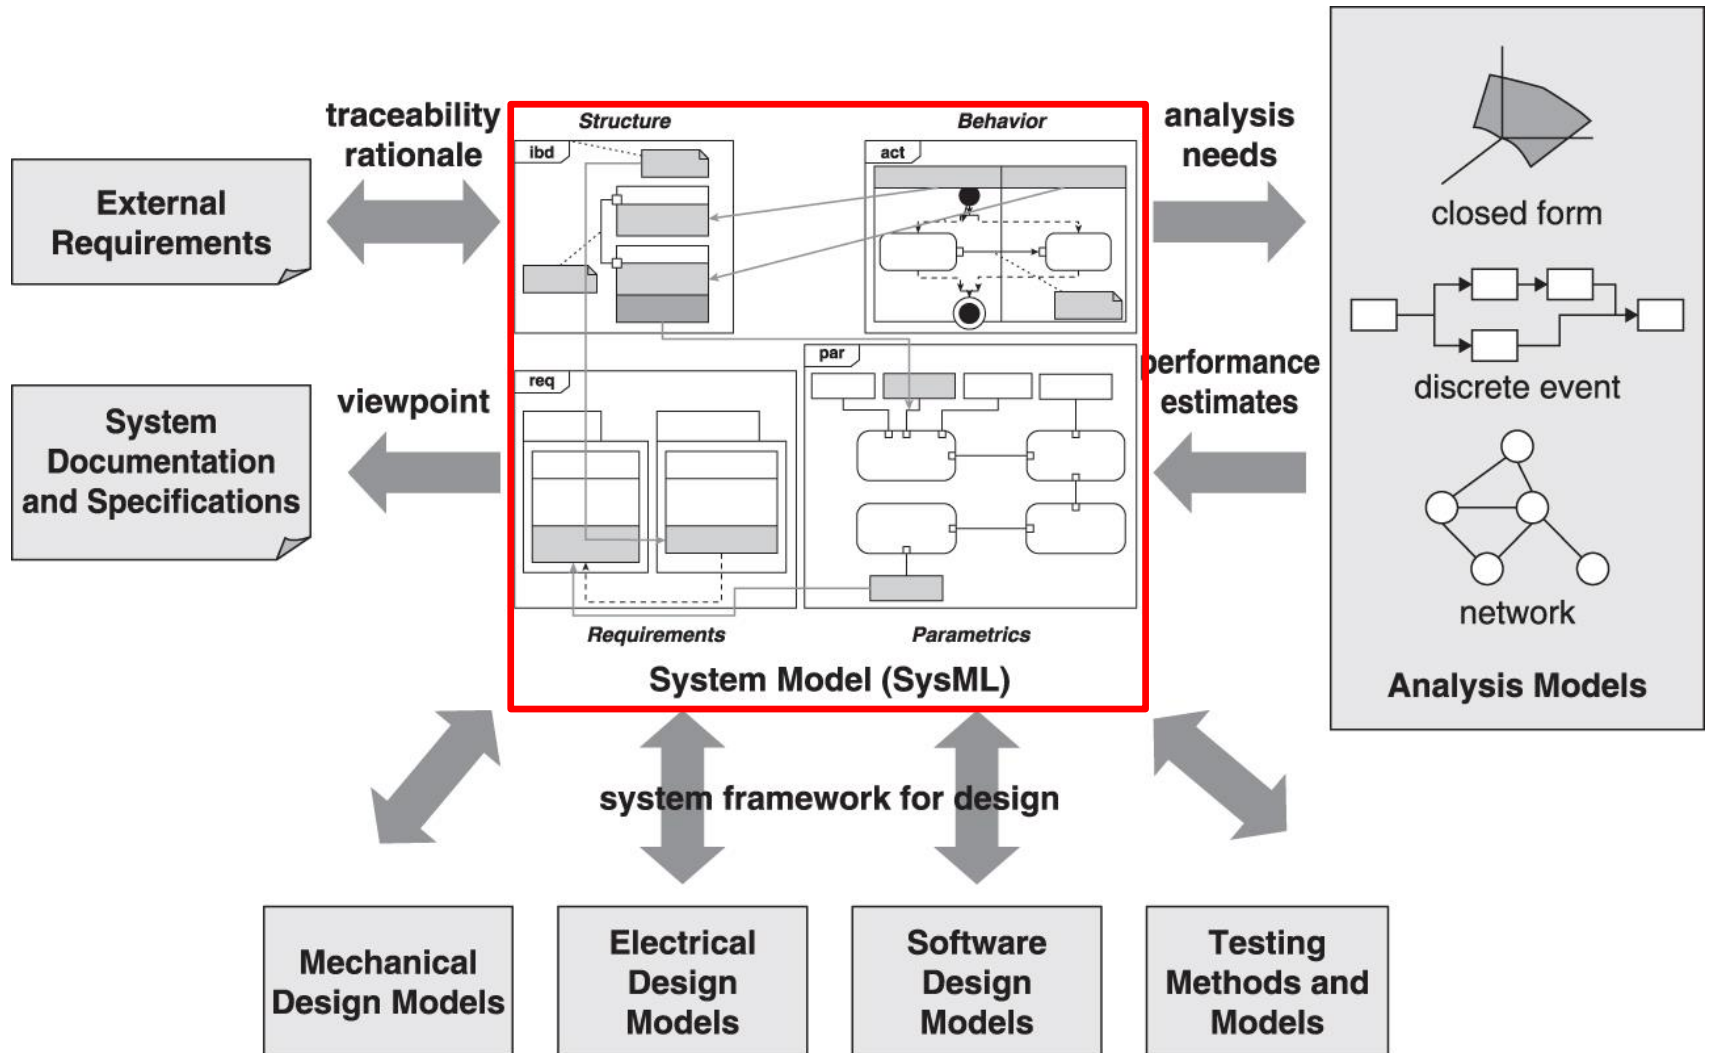 traceability
rationale
External
Requirements
System
Documentation
and Specifications
viewpoint
Structure
Behavior
ibd
act
req
par
Requirements
Parametrics
System Model (SysML)
analysis
needs
performance
estimates
closed form
discrete event
network
Analysis Models
system framework for design
Mechanical
Design Models
Electrical
Design
Models
Software
Design
Models
Testing
Methods and
Models